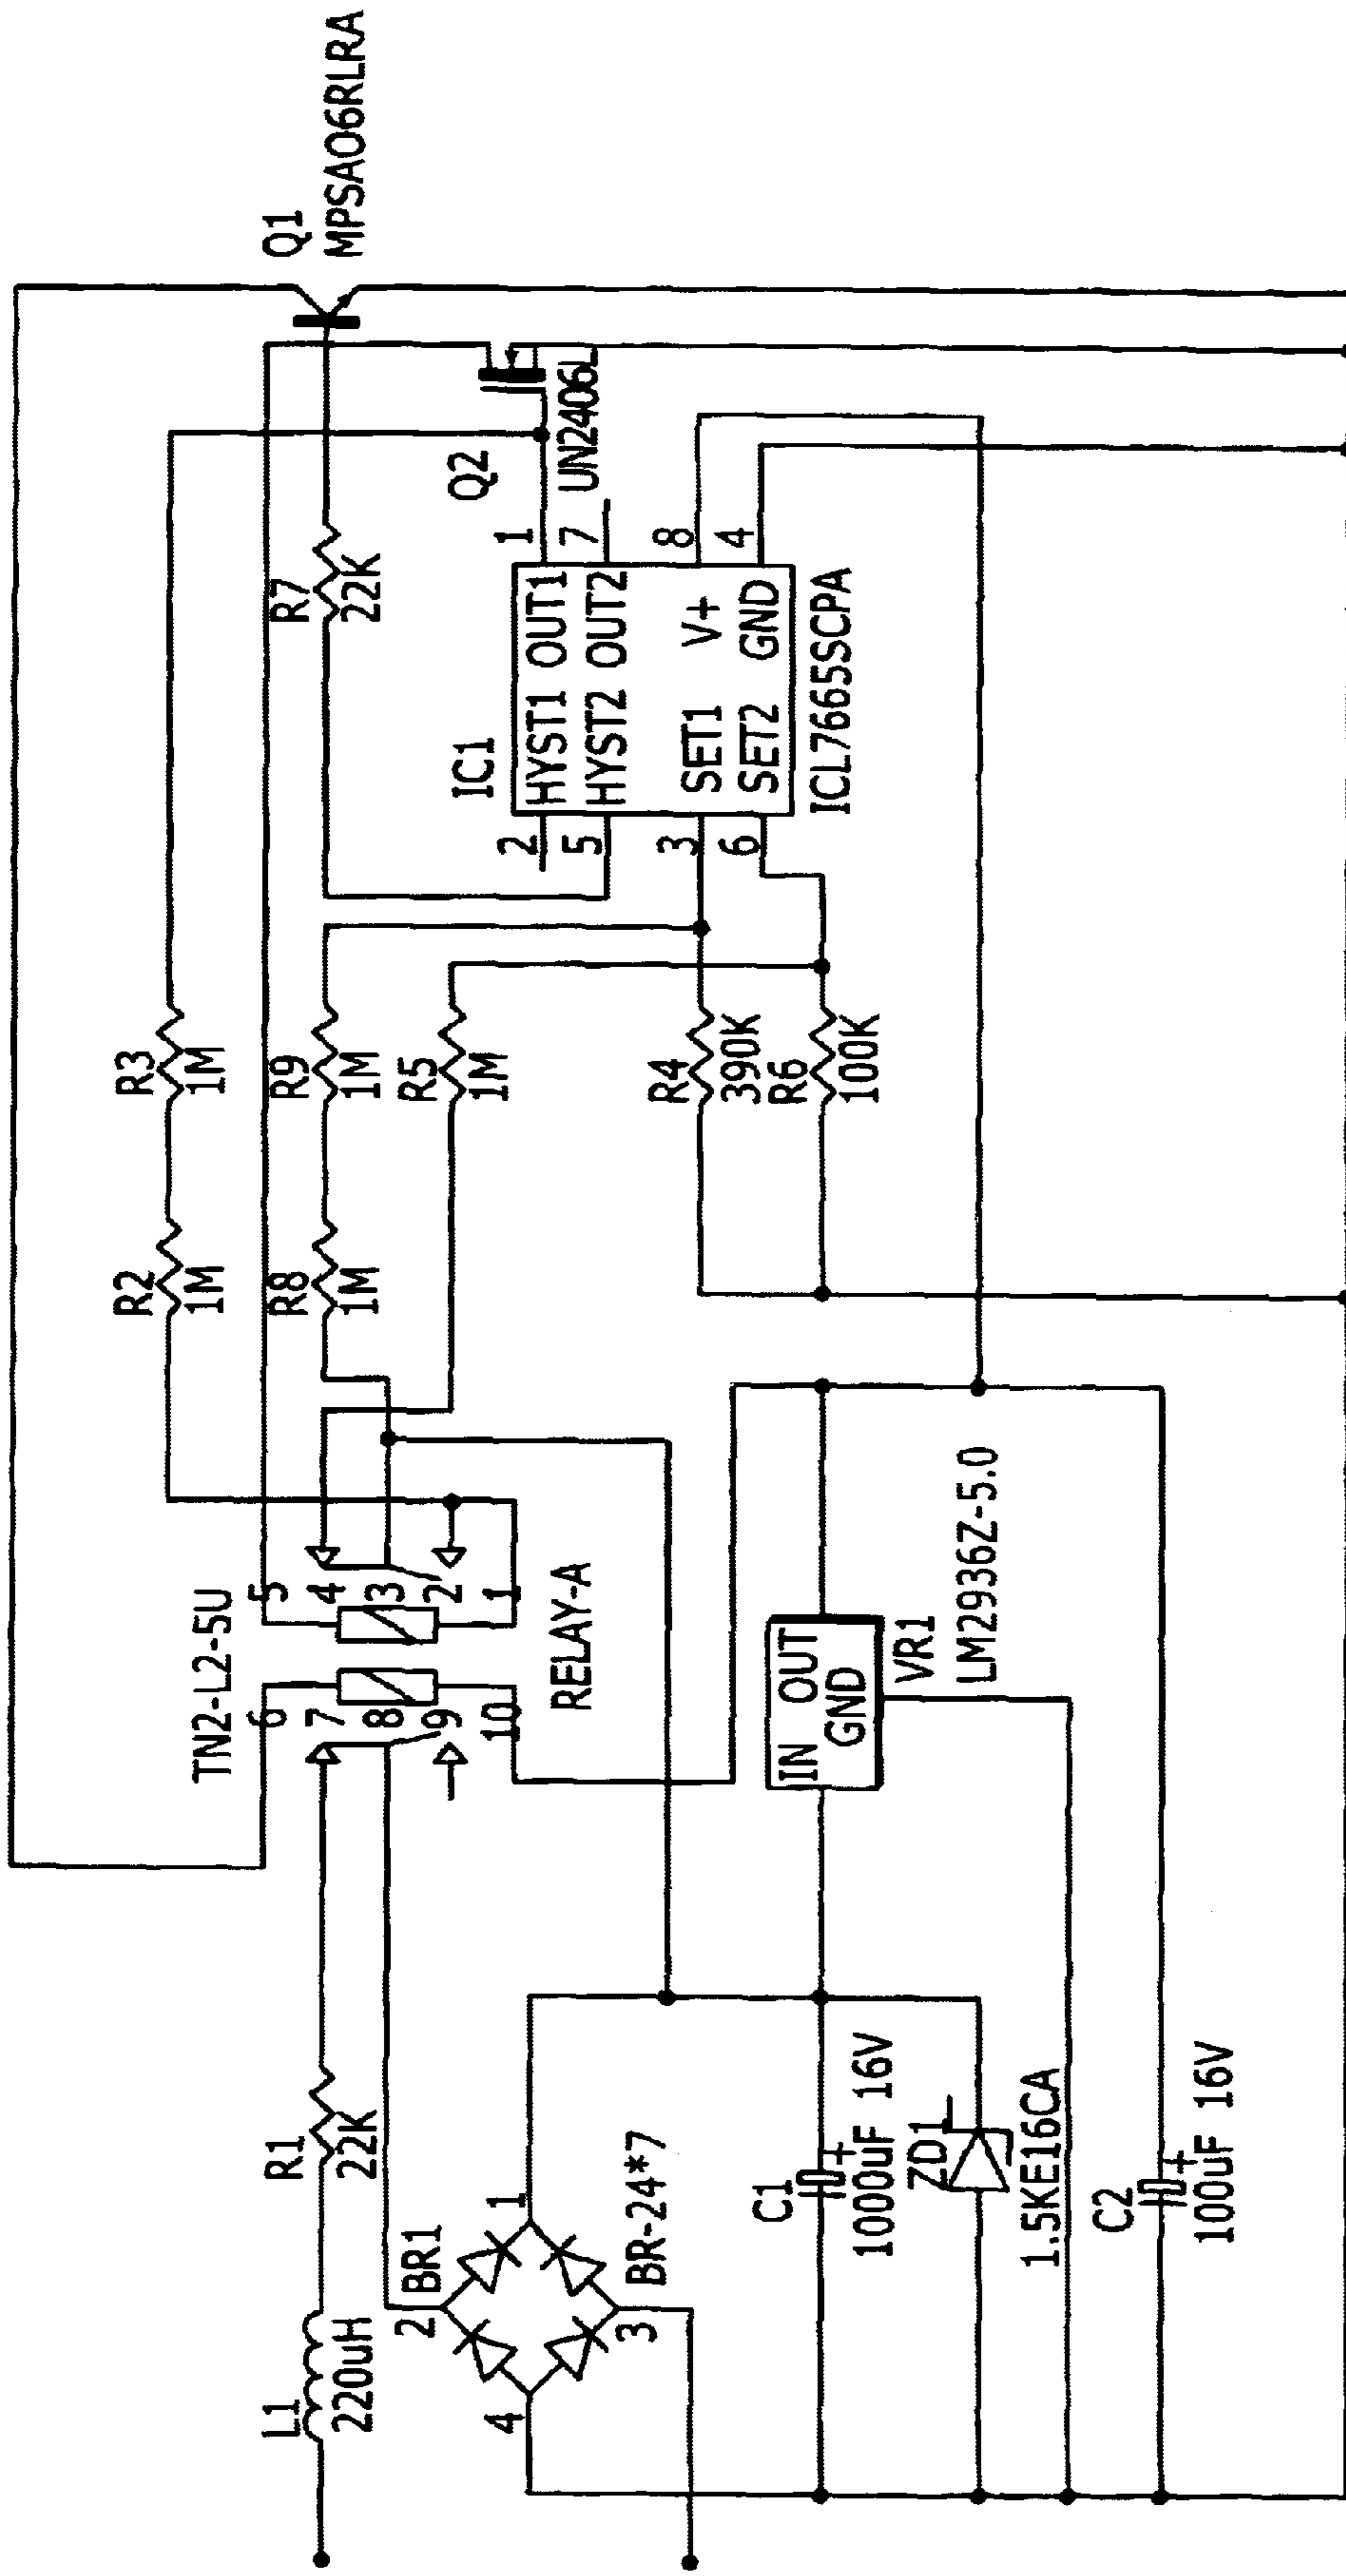 L1
220uH
R1
22K
TN2-L2-5U
6
7
8
9
10
5
4
3
2
1
RELAY-A
R2
1M
R3
1M
R8
1M
R9
1M
R5
1M
R7
22K
Q1
MPSA06RLRA
Q2
UN2406L
IC1
HYST1 OUT1
HYST2 OUT2
SET1 V+
SET2 GND
2
5
3
6
1
7
8
4
ICL7665SCPA
R4
390K
R6
100K
BR1
2
1
4
3
BR-24*7
IN OUT
GND
VR1
LM2936Z-5.0
C1
+
1000uF 16V
ZD1
1.5KE16CA
C2
+
100uF 16V